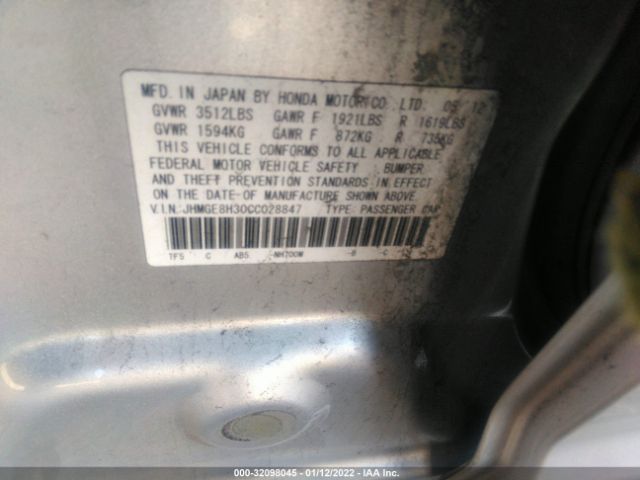 MFD. IN JAPAN BY HONDA MOTOR CO., LTD. 05 12
GVWR 3512LBS GAWR F 1921LBS R 1619LBS
GVWR 1594KG GAWR F 872KG R 735KG
THIS VEHICLE CONFORMS TO ALL APPLICABLE
FEDERAL MOTOR VEHICLE SAFETY , BUMPER
AND THEFT PREVENTION STANDARDS IN EFFECT
ON THE DATE OF MANUFACTURE SHOWN ABOVE.
V.I.N.:JHMGE8H30CC028847 TYPE: PASSENGER CAR
TF5 C AB5 NH700M -B -C
000-32098045 - 01/12/2022 - IAA Inc.